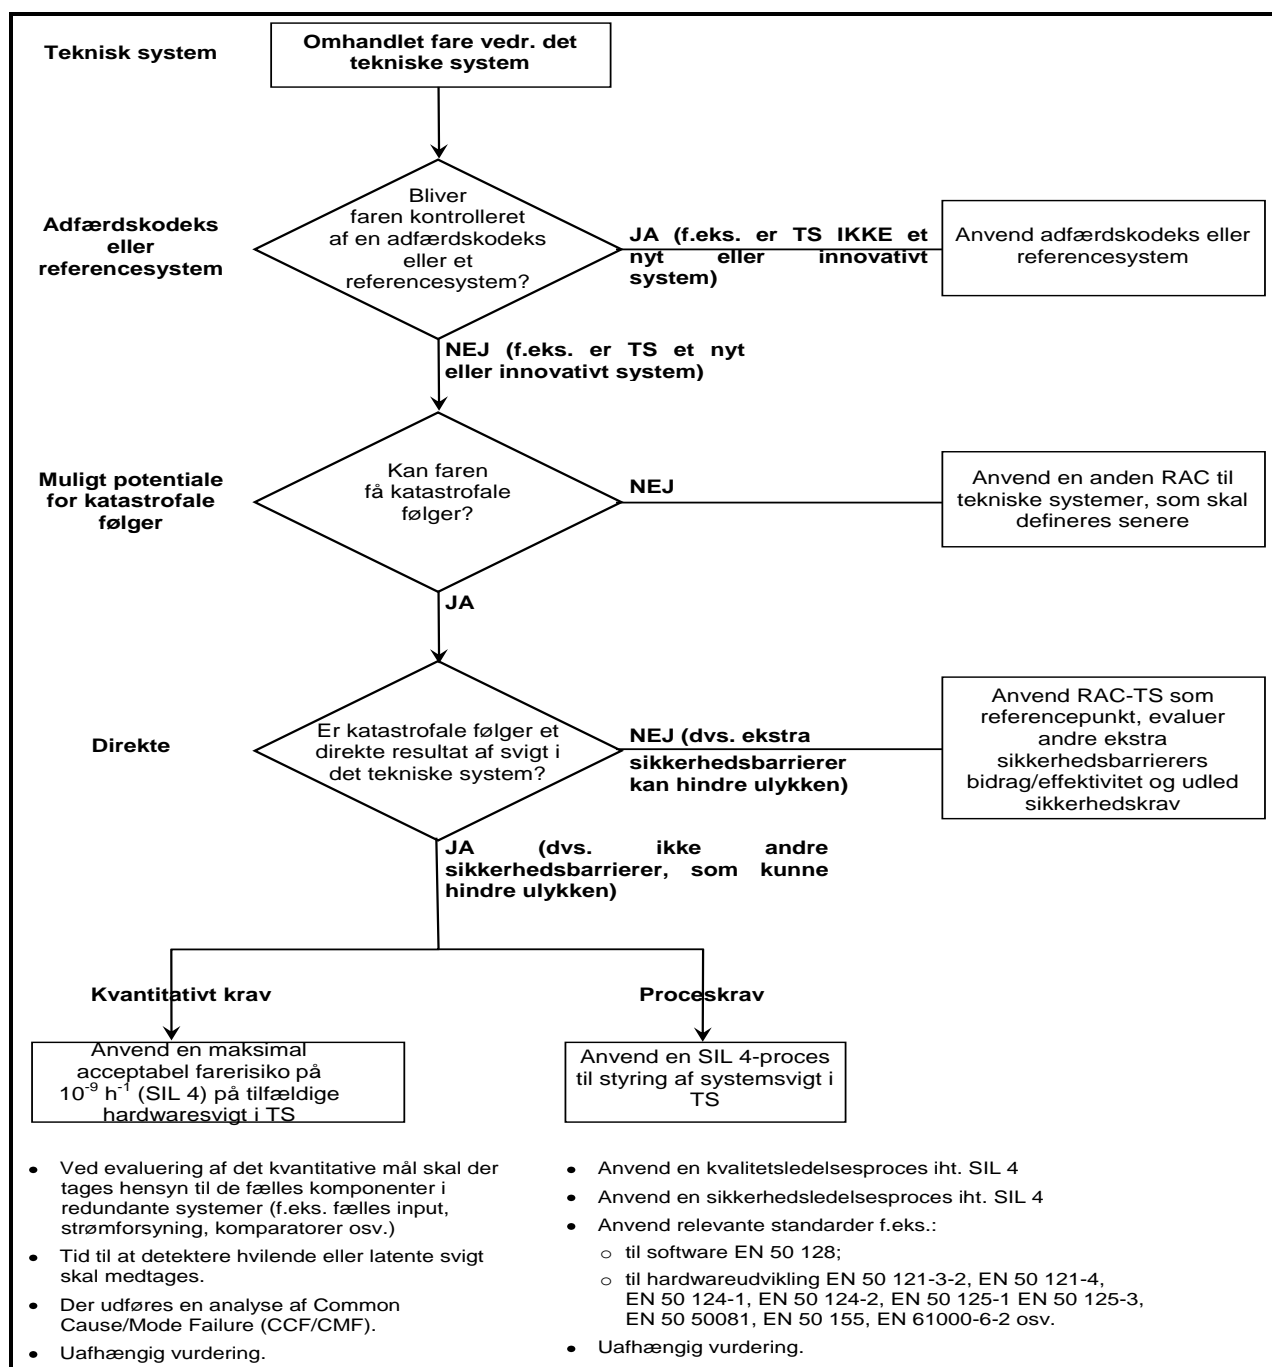 Teknisk system
Omhandlet fare vedr. det
tekniske system
Adfærdskodeks
eller
referencesystem
Bliver
faren kontrolleret
af en adfærdskodeks
eller et
referencesystem?
JA (f.eks. er TS IKKE et
nyt eller innovativt
system)
Anvend adfærdskodeks eller
referencesystem
NEJ (f.eks. er TS et nyt
eller innovativt system)
Muligt potentiale
for katastrofale
følger
Kan faren
få katastrofale
følger?
NEJ
Anvend en anden RAC til
tekniske systemer, som skal
defineres senere
JA
Direkte
Er katastrofale følger et
direkte resultat af svigt i
det tekniske system?
NEJ (dvs. ekstra
sikkerhedsbarrierer
kan hindre ulykken)
Anvend RAC-TS som
referencepunkt, evaluer
andre ekstra
sikkerhedsbarrierers
bidrag/effektivitet og udled
sikkerhedskrav
JA (dvs. ikke andre
sikkerhedsbarrierer, som kunne
hindre ulykken)
Kvantitativt krav
Anvend en maksimal
acceptabel farerisiko på
10⁻⁹ h⁻¹ (SIL 4) på tilfældige
hardwaresvigt i TS
• Ved evaluering af det kvantitative mål skal der
tages hensyn til de fælles komponenter i
redundante systemer (f.eks. fælles input,
strømforsyning, komparatorer osv.)
• Tid til at detektere hvilende eller latente svigt
skal medtages.
• Der udføres en analyse af Common
Cause/Mode Failure (CCF/CMF).
• Uafhængig vurdering.
Proceskrav
Anvend en SIL 4-proces
til styring af systemsvigt i
TS
• Anvend en kvalitetsledelsesproces iht. SIL 4
• Anvend en sikkerhedsledelsesproces iht. SIL 4
• Anvend relevante standarder f.eks.:
○ til software EN 50 128;
○ til hardwareudvikling EN 50 121-3-2, EN 50 121-4,
EN 50 124-1, EN 50 124-2, EN 50 125-1 EN 50 125-3,
EN 50 50081, EN 50 155, EN 61000-6-2 osv.
• Uafhængig vurdering.